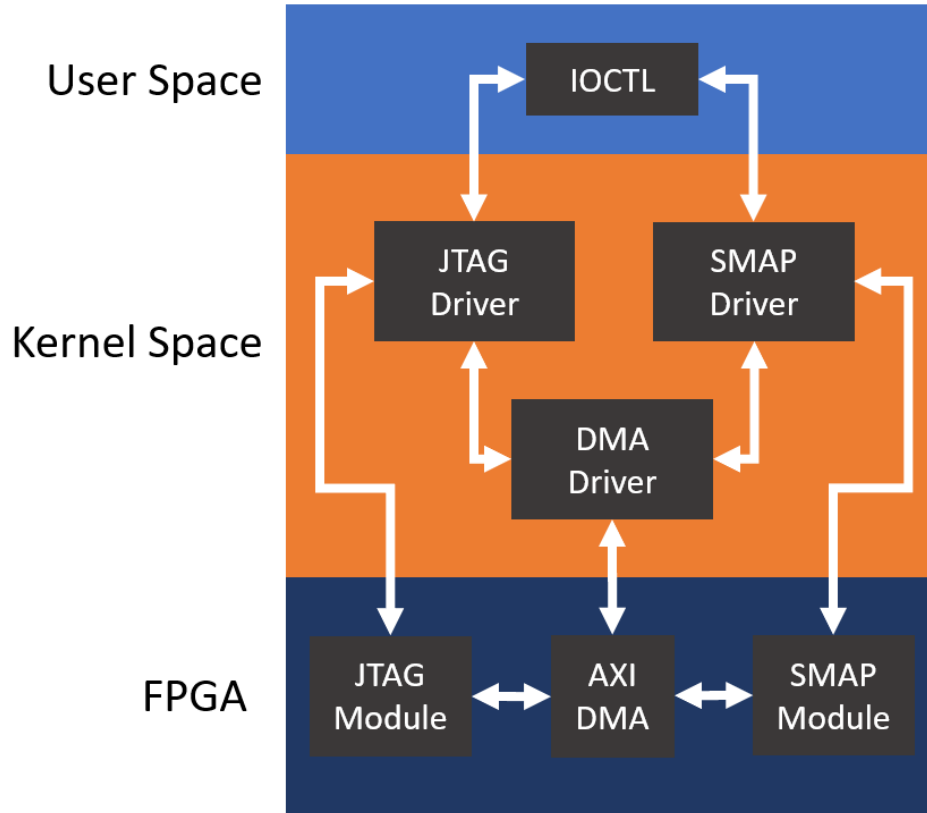 User Space
IOCTL
JTAG
Driver
SMAP
Driver
Kernel Space
DMA
Driver
FPGA
JTAG
Module
AXI
DMA
SMAP
Module